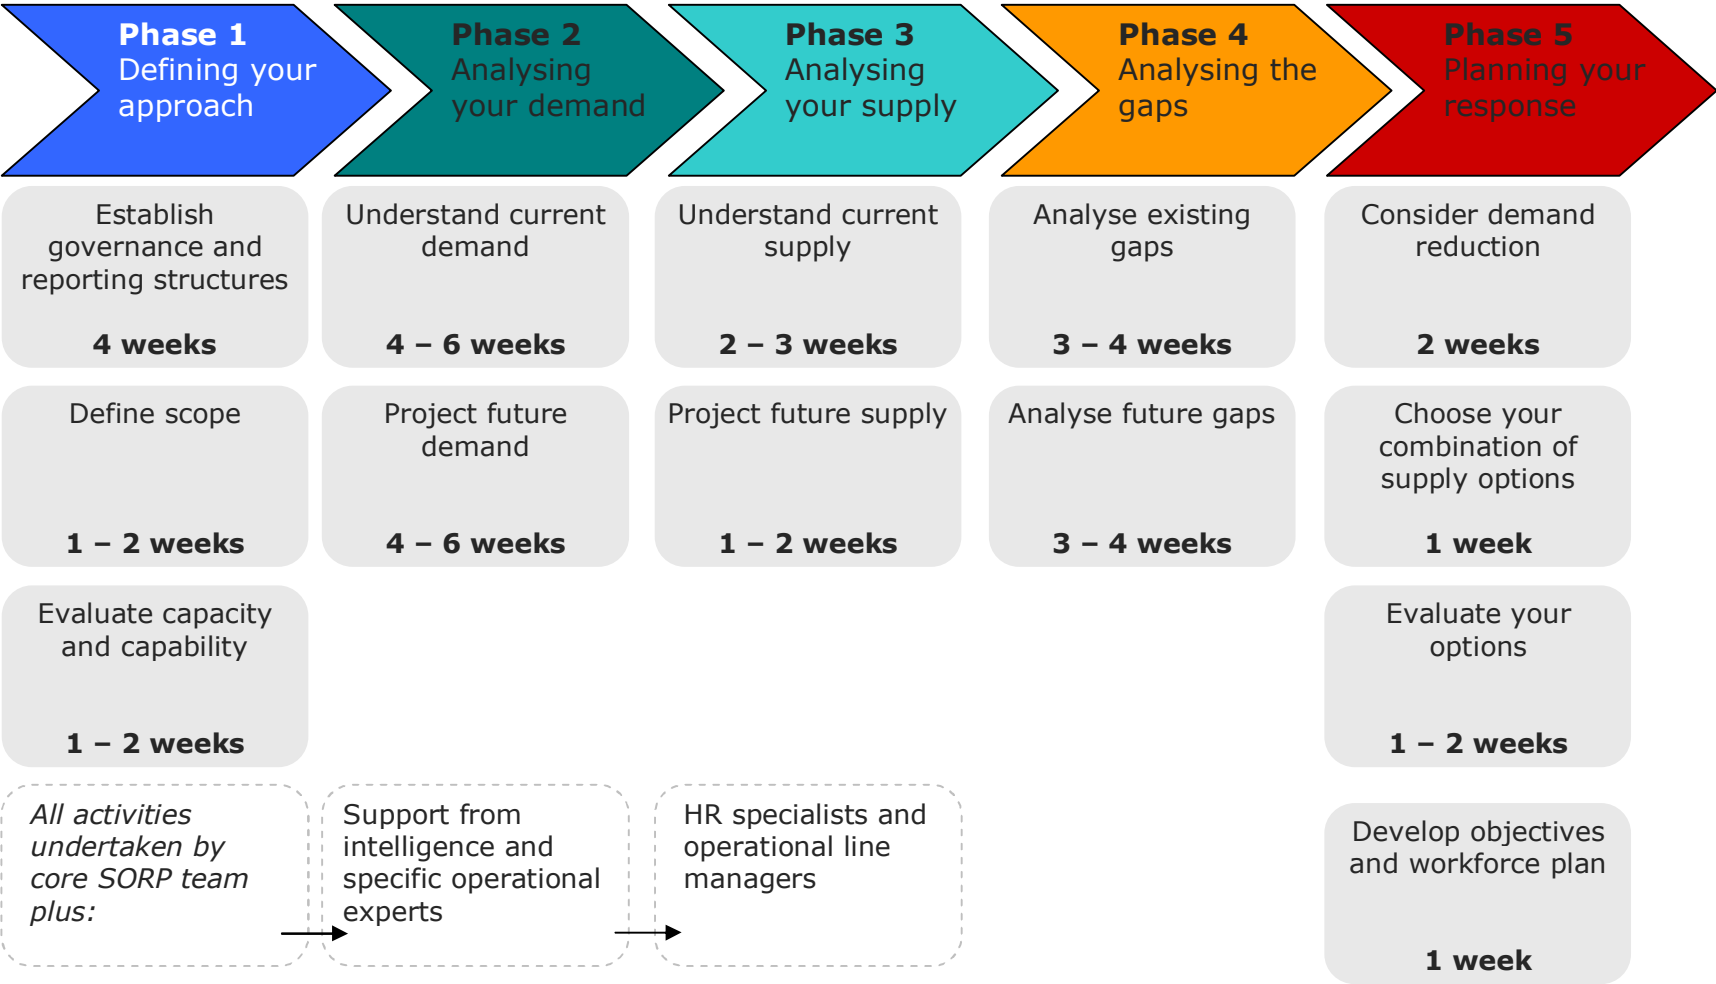 Phase 1
Defining your
approach
Phase 2
Analysing
your demand
Phase 3
Analysing
your supply
Phase 4
Analysing the
gaps
Phase 5
Planning your
response
Establish
governance and
reporting structures
4 weeks
Understand current
demand
4 – 6 weeks
Understand current
supply
2 – 3 weeks
Analyse existing
gaps
3 – 4 weeks
Consider demand
reduction
2 weeks
Define scope
1 – 2 weeks
Project future
demand
4 – 6 weeks
Project future supply
1 – 2 weeks
Analyse future gaps
3 – 4 weeks
Choose your
combination of
supply options
1 week
Evaluate capacity
and capability
1 – 2 weeks
Evaluate your
options
1 – 2 weeks
All activities
undertaken by
core SORP team
plus:
Support from
intelligence and
specific operational
experts
HR specialists and
operational line
managers
Develop objectives
and workforce plan
1 week